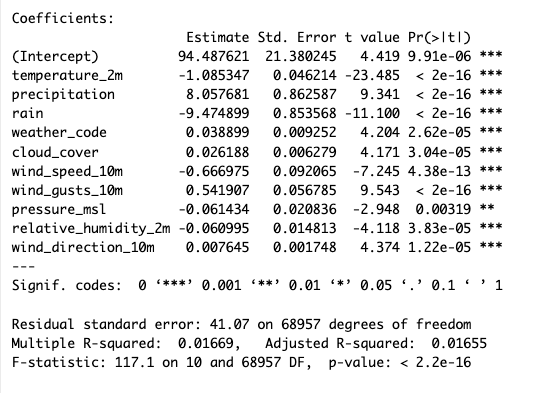 Coefficients:
                     Estimate Std. Error t value Pr(>|t|)    
(Intercept)          94.487621  21.380245   4.419 9.91e-06 ***
temperature_2m       -1.085347   0.046214 -23.485  < 2e-16 ***
precipitation         8.057681   0.862587   9.341  < 2e-16 ***
rain                 -9.474899   0.853568 -11.100  < 2e-16 ***
weather_code          0.038899   0.009252   4.204 2.62e-05 ***
cloud_cover           0.026188   0.006279   4.171 3.04e-05 ***
wind_speed_10m       -0.666975   0.092065  -7.245 4.38e-13 ***
wind_gusts_10m        0.541907   0.056785   9.543  < 2e-16 ***
pressure_msl         -0.061434   0.020836  -2.948  0.00319 ** 
relative_humidity_2m -0.060995   0.014813  -4.118 3.83e-05 ***
wind_direction_10m    0.007645   0.001748   4.374 1.22e-05 ***
---
Signif. codes:  0 ‘***’ 0.001 ‘**’ 0.01 ‘*’ 0.05 ‘.’ 0.1 ‘ ’ 1

Residual standard error: 41.07 on 68957 degrees of freedom
Multiple R-squared:  0.01669,	Adjusted R-squared:  0.01655
F-statistic: 117.1 on 10 and 68957 DF,  p-value: < 2.2e-16